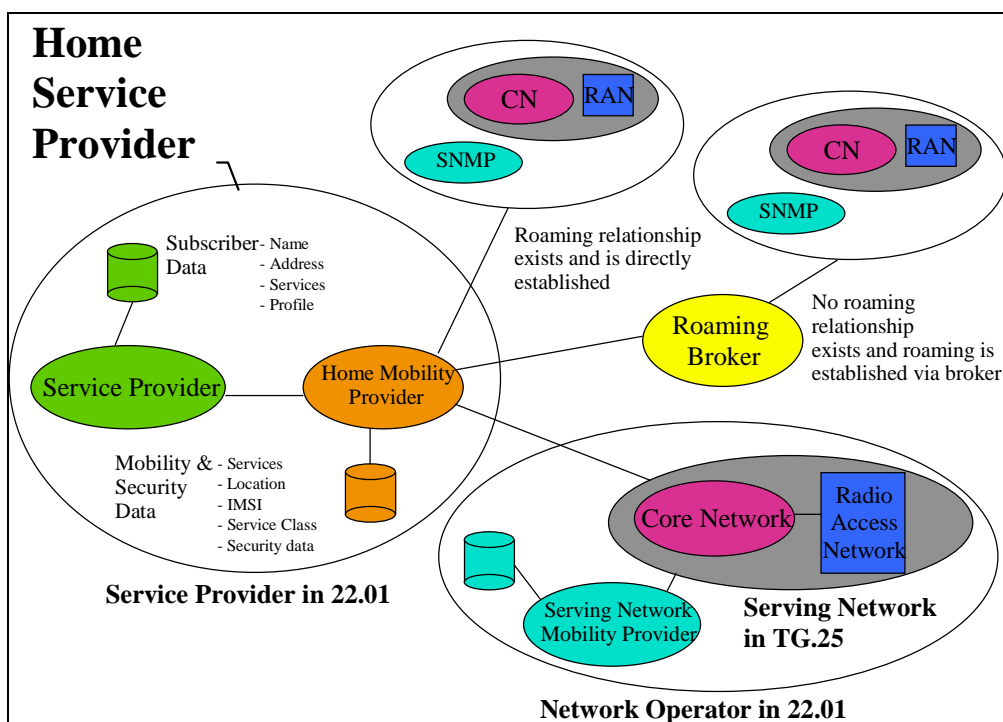 Home
Service
Provider
CN
RAN
SNMP
CN
RAN
SNMP
Subscriber
Data
- Name
- Address
- Services
- Profile
Roaming relationship
exists and is directly
established
Roaming
Broker
No roaming
relationship
exists and roaming is
established via broker
Service Provider
Home Mobility
Provider
Mobility &
Security
Data
- Services
- Location
- IMSI
- Service Class
- Security data
Service Provider in 22.01
Core Network
Radio
Access
Network
Serving Network
Mobility Provider
Serving Network
in TG.25
Network Operator in 22.01